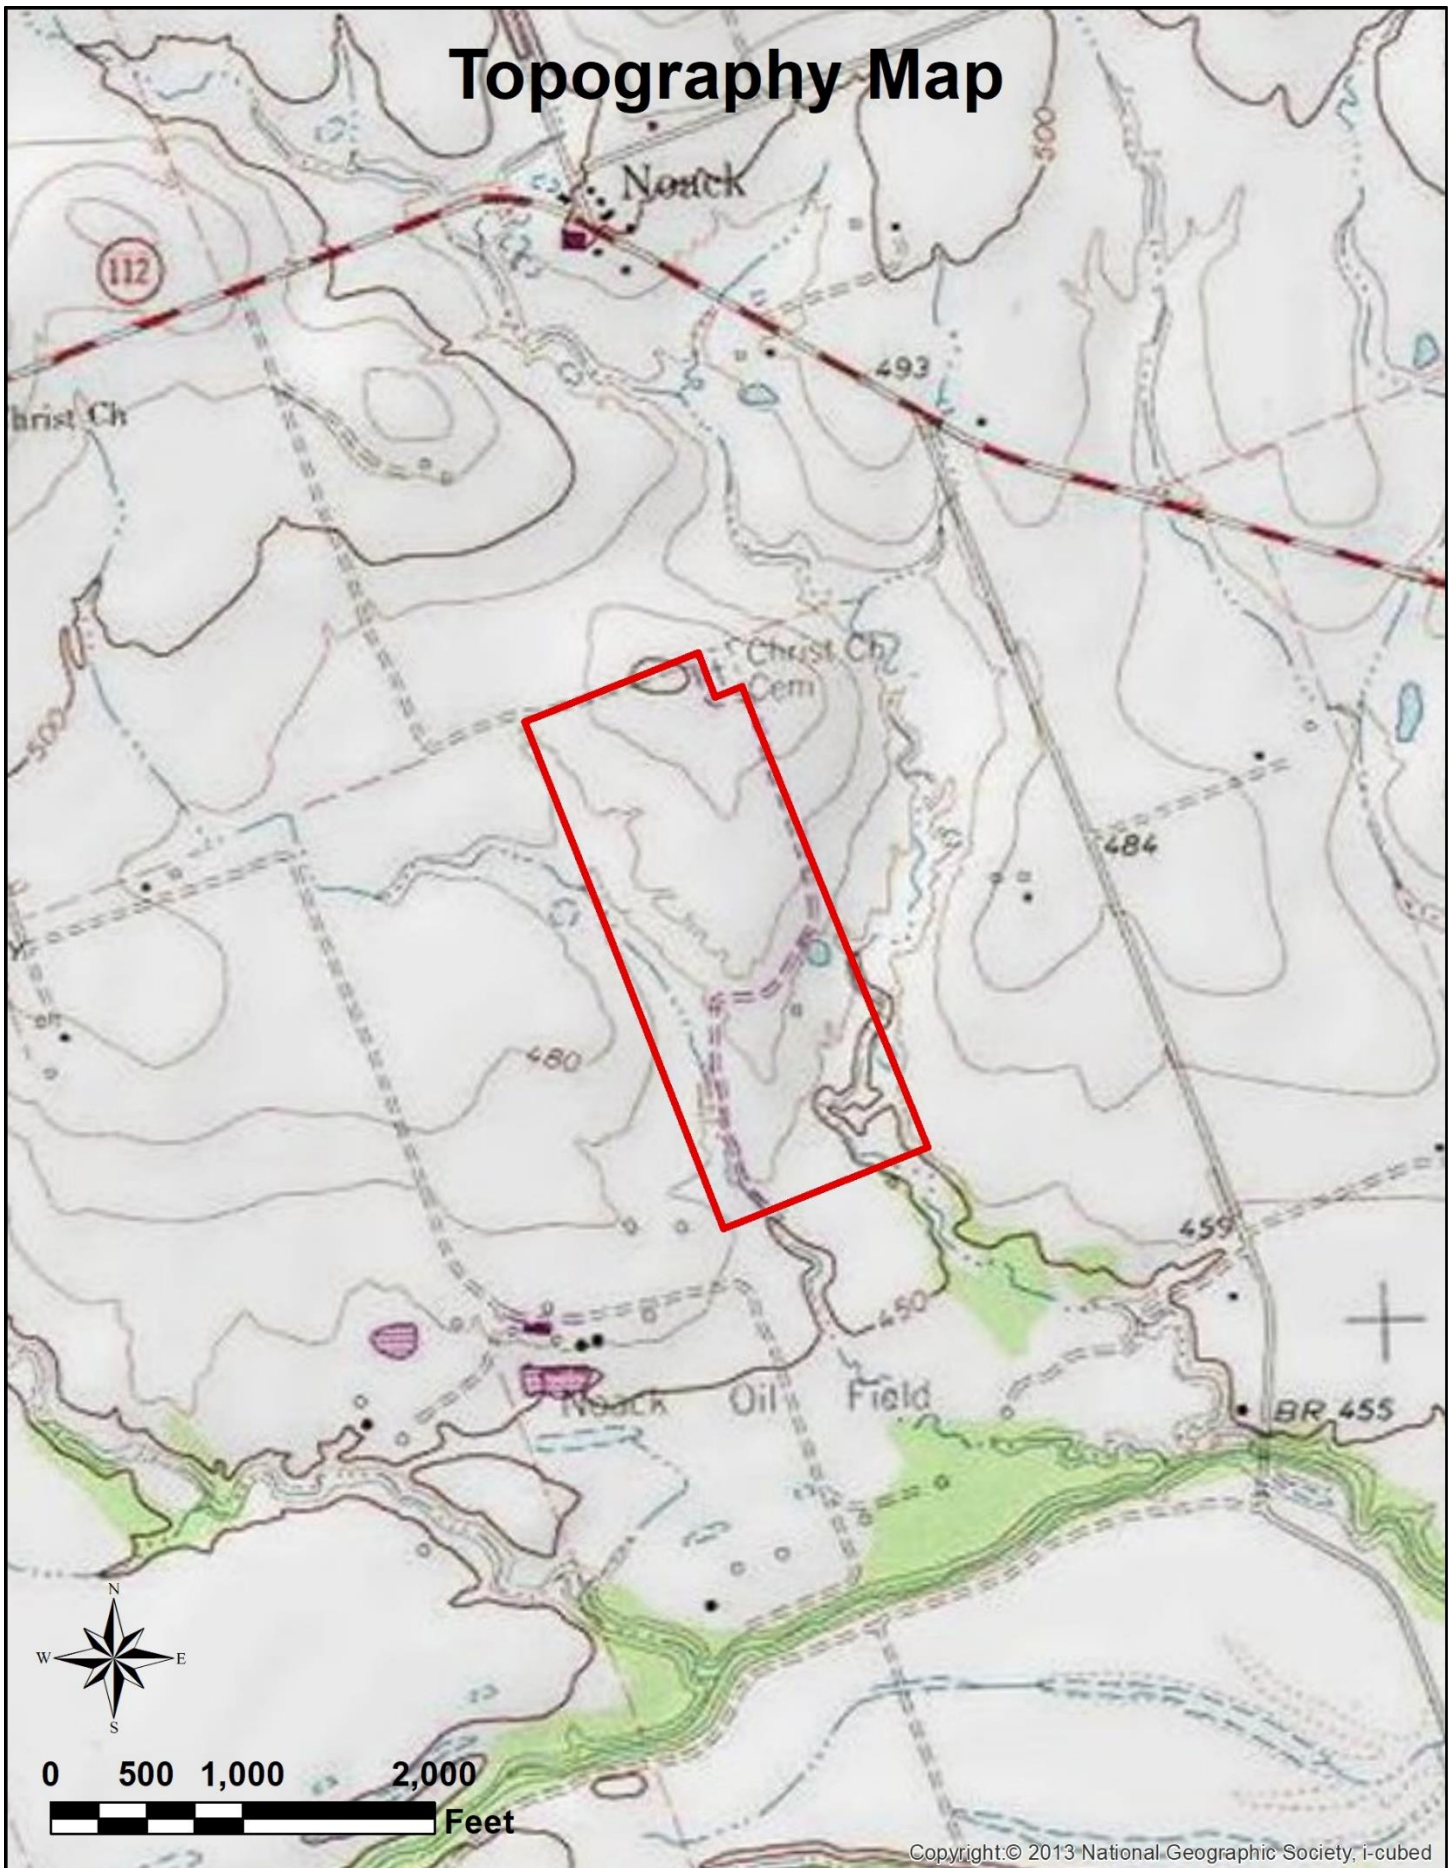 Topography Map
Noack
500
112
493
hrist Ch
Christ Ch
Cem
500
484
480
459
450
Noack Oil Field
BR 455
N
W E
S
0 500 1,000 2,000
Feet
Copyright:© 2013 National Geographic Society, i-cubed